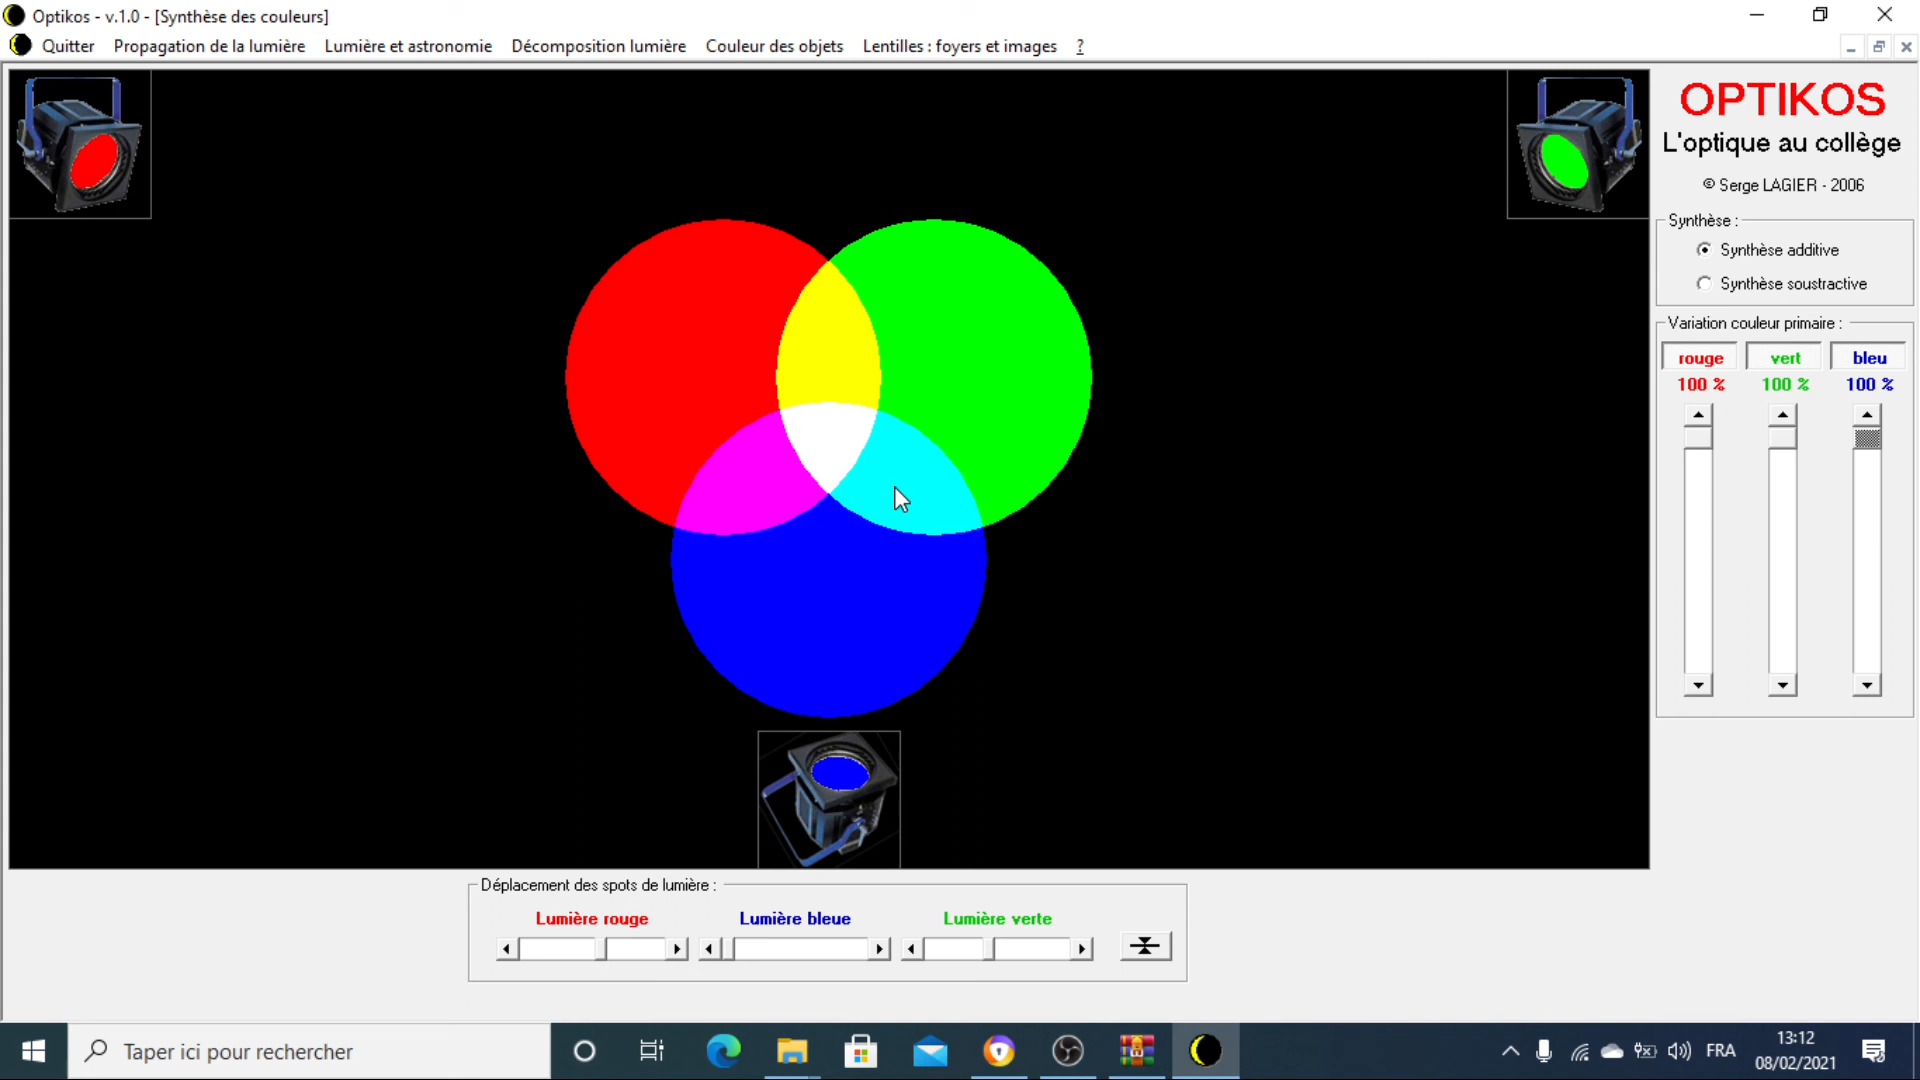 Optikos - v.1.0 - [Synthèse des couleurs]
Quitter Propagation de la lumière Lumière et astronomie Décomposition lumière Couleur des objets Lentilles : foyers et images ?
OPTIKOS
L'optique au collège
© Serge LAGIER - 2006
Synthèse :
Synthèse additive
Synthèse soustractive
Variation couleur primaire :
rouge vert bleu
100 % 100 % 100 %
Déplacement des spots de lumière :
Lumière rouge Lumière bleue Lumière verte
Taper ici pour rechercher
FRA
13:12
08/02/2021